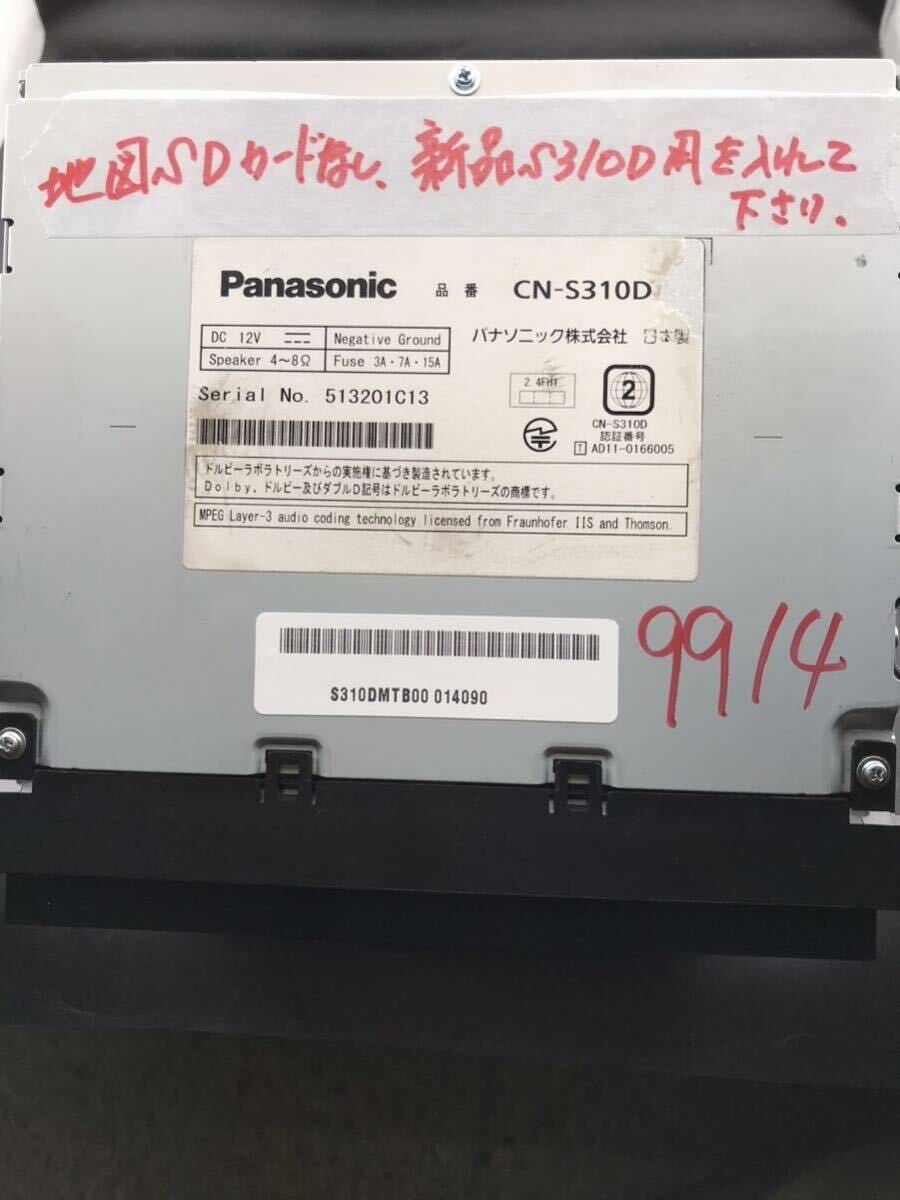 地図SDカードなし、新品S310D用を入れて
下さい。
Panasonic 品番 CN-S310D
DC 12V Negative Ground
Speaker 4~8Ω Fuse 3A・7A・15A
パナソニック株式会社 日本製
Serial No. 513201C13
2.4FH1
2
CN-S310D
認証番号
T AD11-0166005
ドルビーラボラトリーズからの実施権に基づき製造されています。
Dolby、ドルビー及びダブルD記号はドルビーラボラトリーズの商標です。
MPEG Layer-3 audio coding technology licensed from Fraunhofer IIS and Thomson.
9914
S310DMTB00 014090